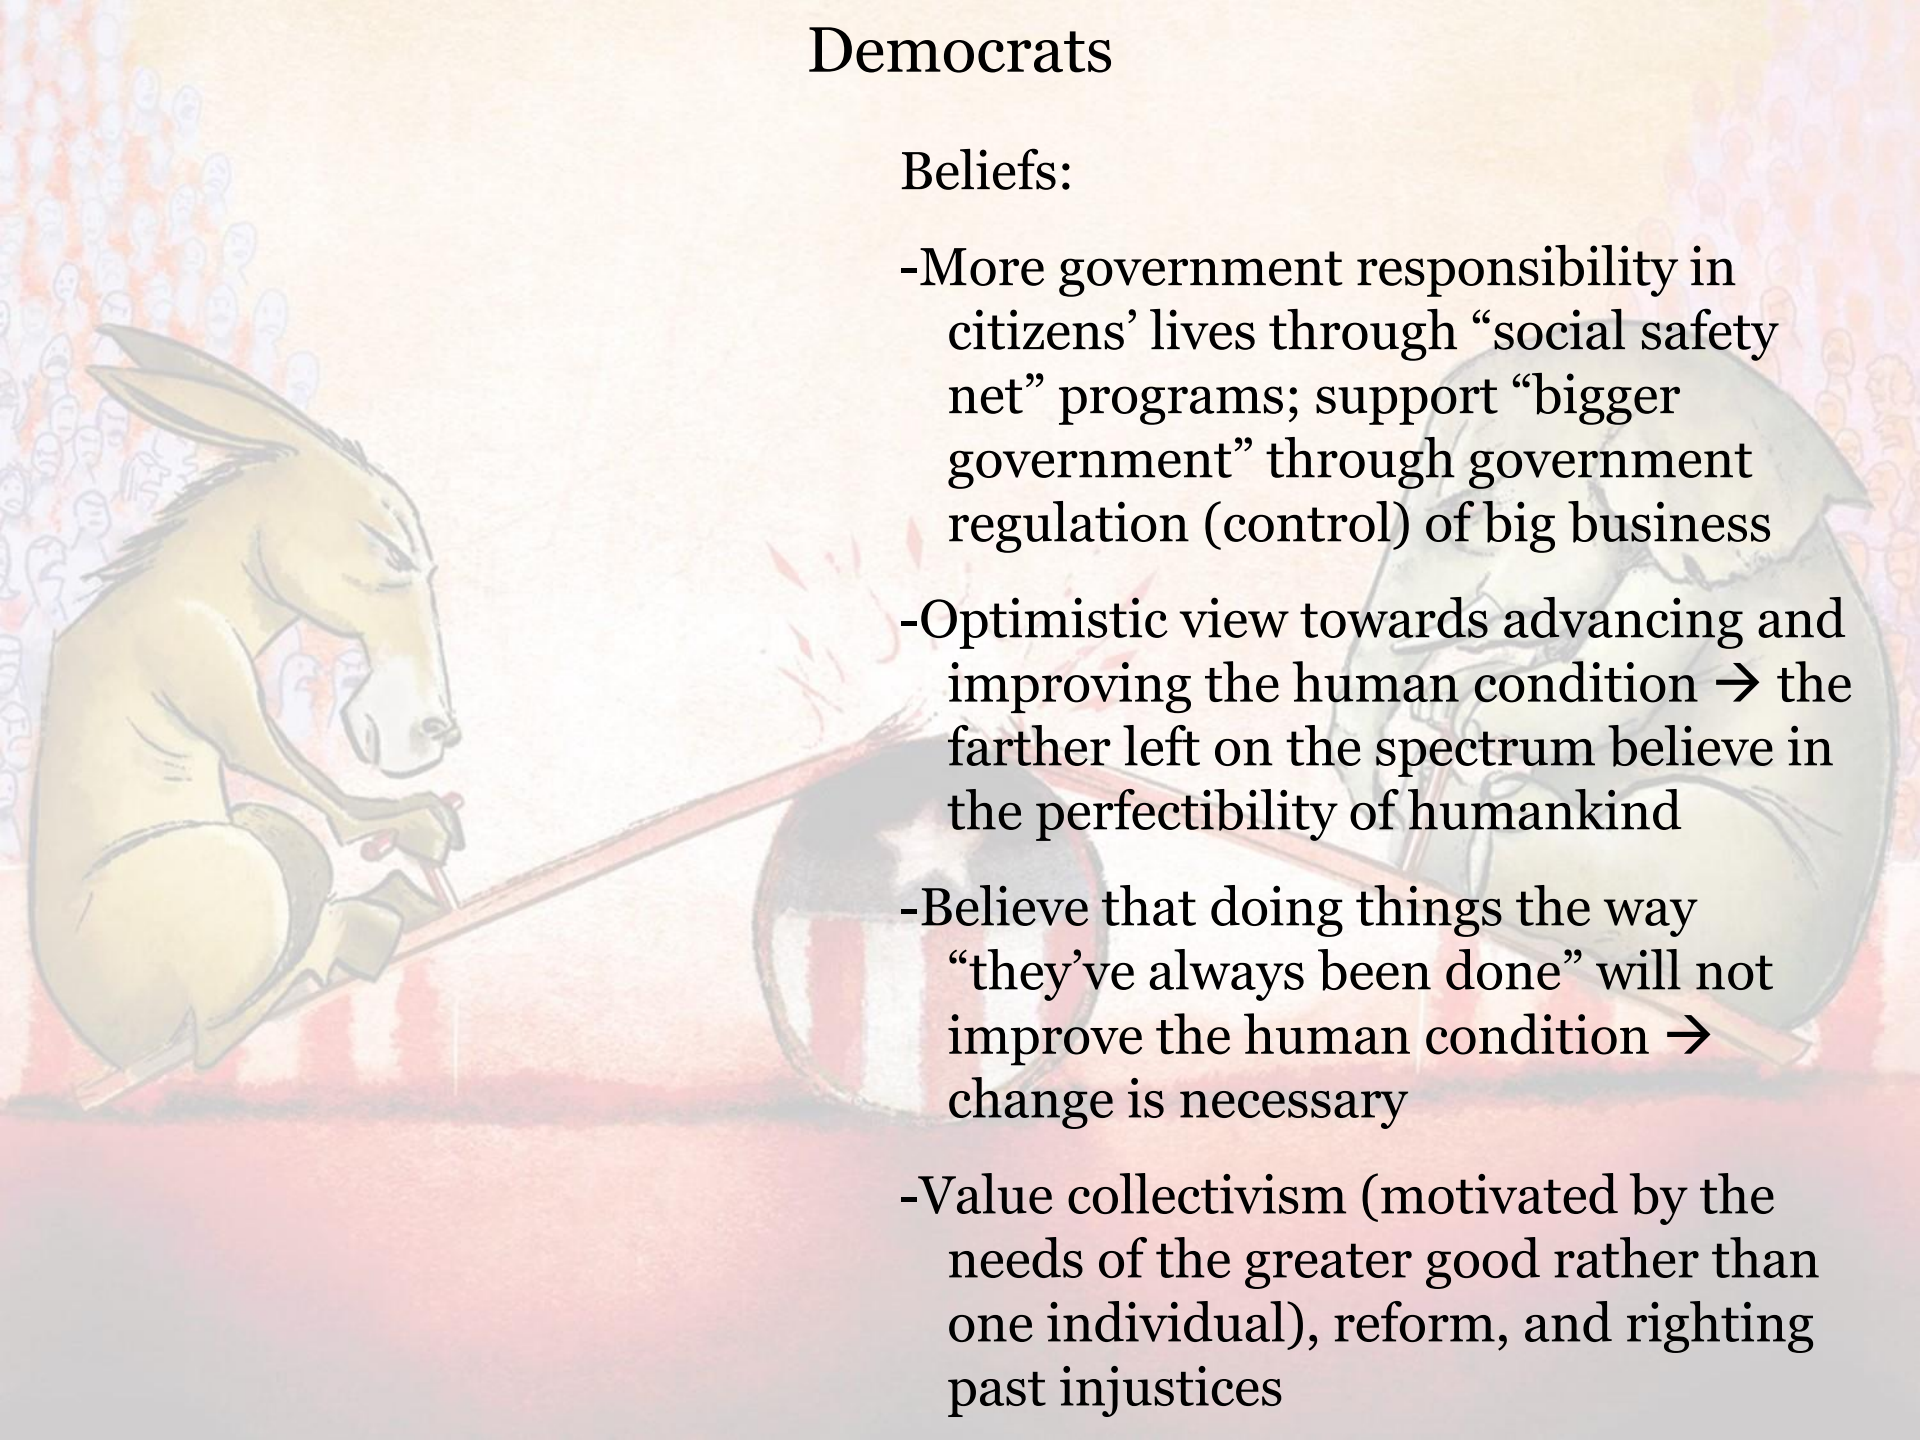 Democrats
Beliefs:
-More government responsibility in
citizens’ lives through “social safety
net” programs; support “bigger
government” through government
regulation (control) of big business
-Optimistic view towards advancing and
improving the human condition → the
farther left on the spectrum believe in
the perfectibility of humankind
-Believe that doing things the way
“they’ve always been done” will not
improve the human condition →
change is necessary
-Value collectivism (motivated by the
needs of the greater good rather than
one individual), reform, and righting
past injustices